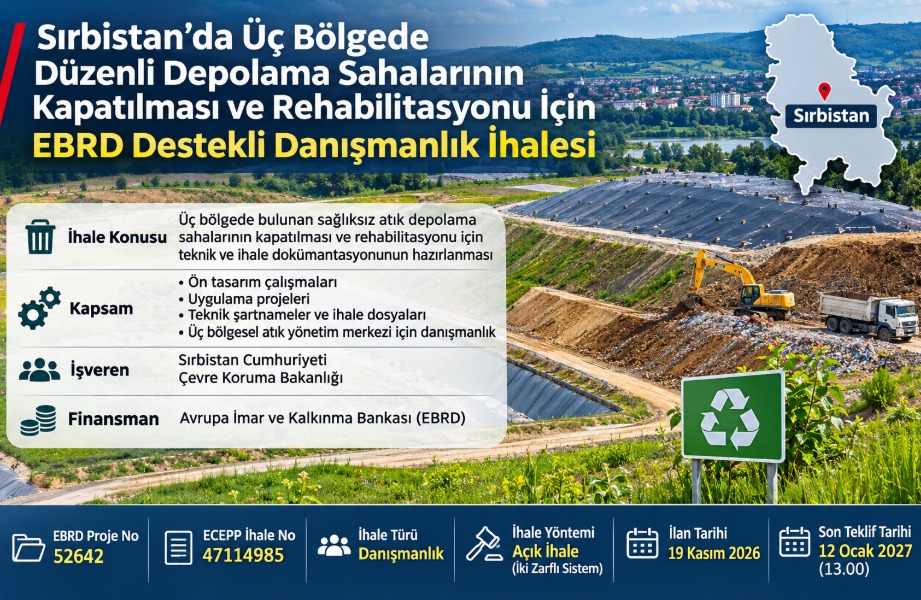 Sırbistan'da Üç Bölgede
Düzenli Depolama Sahalarının
Kapatılması ve Rehabilitasyonu İçin
EBRD Destekli Danışmanlık İhalesi
Sırbistan
İhale Konusu
Üç bölgede bulunan sağlıksız atık depolama
sahalarının kapatılması ve rehabilitasyonu için
teknik ve ihale dokümantasyonunun hazırlanması
Kapsam
• Ön tasarım çalışmaları
• Uygulama projeleri
• Teknik şartnameler ve ihale dosyaları
• Üç bölgesel atık yönetim merkezi için danışmanlık
İşveren
Sırbistan Cumhuriyeti
Çevre Koruma Bakanlığı
Finansman
Avrupa İmar ve Kalkınma Bankası (EBRD)
EBRD Proje No
52642
ECEPP İhale No
47114985
İhale Türü
Danışmanlık
İhale Yöntemi
Açık İhale
(İki Zarflı Sistem)
İlan Tarihi
19 Kasım 2026
Son Teklif Tarihi
12 Ocak 2027
(13.00)